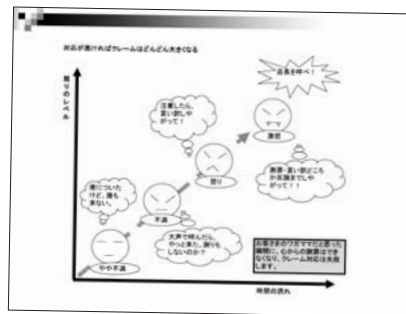 対応が悪ければクレームはどんどん大きくなる
店長を呼べ！
怒りのレベル
注意したら、
言い訳しや
がって！
激怒
怒り
席についた
けど、誰も
来ない。
謝罪・言い訳どころ
か反論までしや
がって！！
不満
大声で呼んだら、
やっと来た。謝りも
しないのか？
やや不満
お客さまのワガママだと思った
瞬間に、心からの謝罪はでき
なくなり、クレーム対応は失敗
します。
時間の流れ